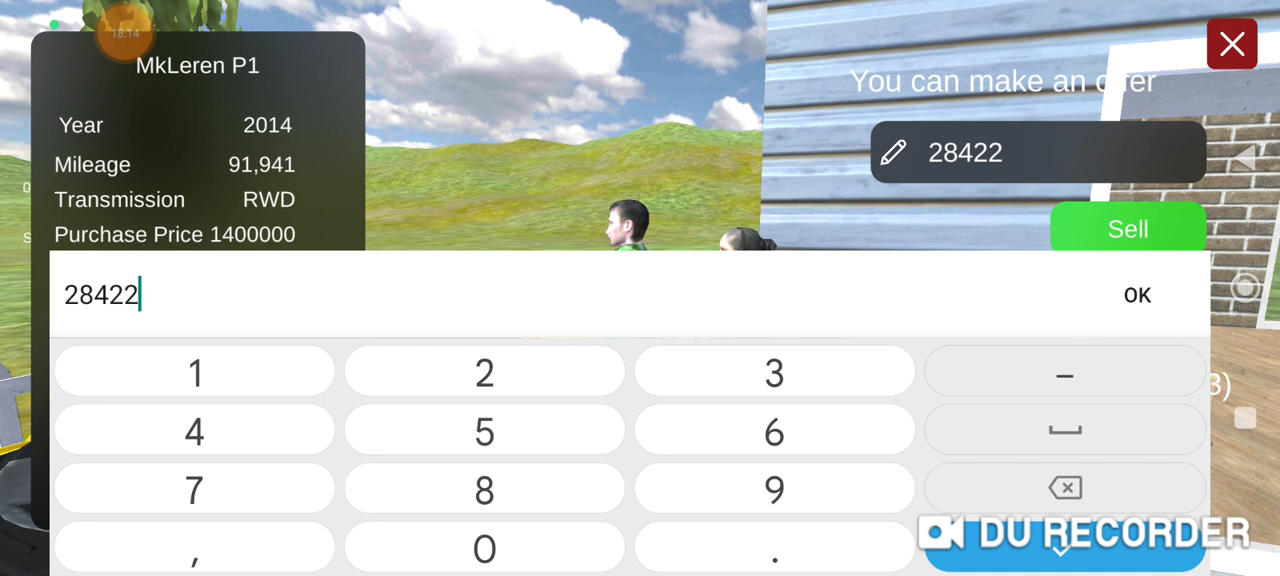 18:14
MkLeren P1
Year 2014
Mileage 91,941
Transmission RWD
Purchase Price 1400000
You can make an offer
28422
Sell
28422
OK
1 2 3 –
4 5 6
7 8 9
, 0 .
3)
DU RECORDER